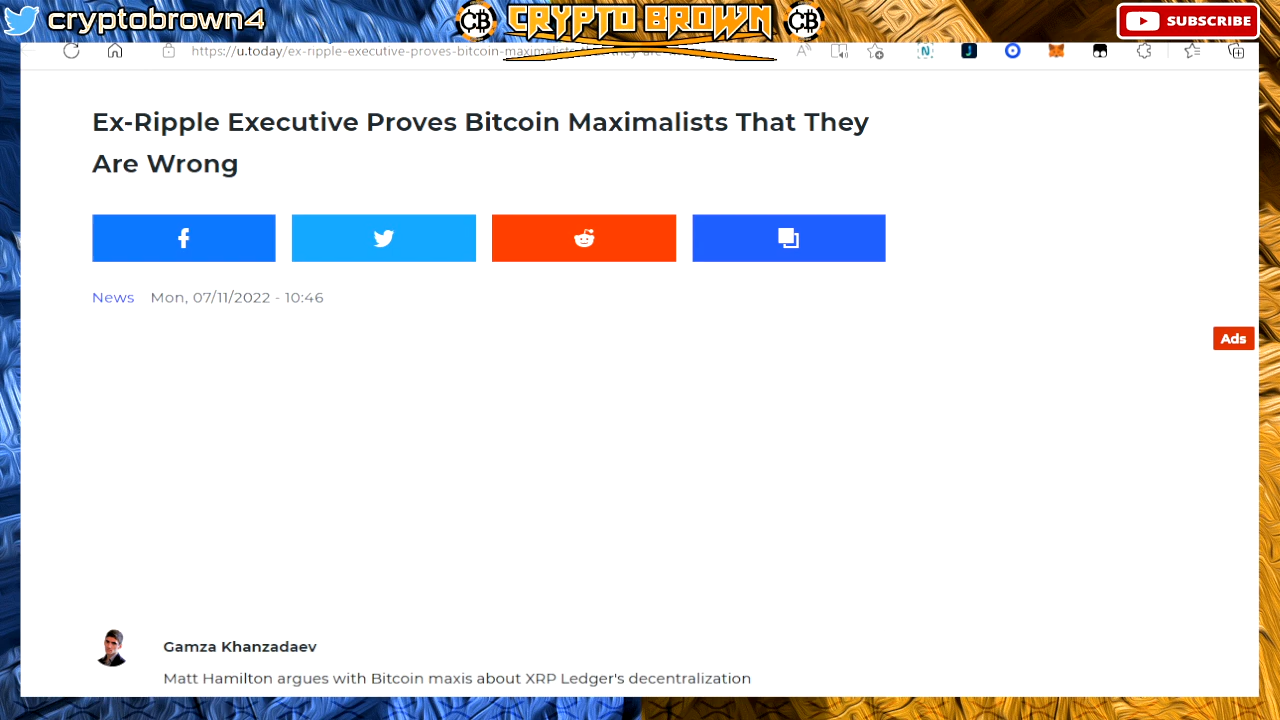 cryptobrown4
CB CRYPTO BROWN CB
SUBSCRIBE
https://u.today/ex-ripple-executive-proves-bitcoin-maximalists
Ex-Ripple Executive Proves Bitcoin Maximalists That They
Are Wrong
News Mon, 07/11/2022 - 10:46
Ads
Gamza Khanzadaev
Matt Hamilton argues with Bitcoin maxis about XRP Ledger's decentralization